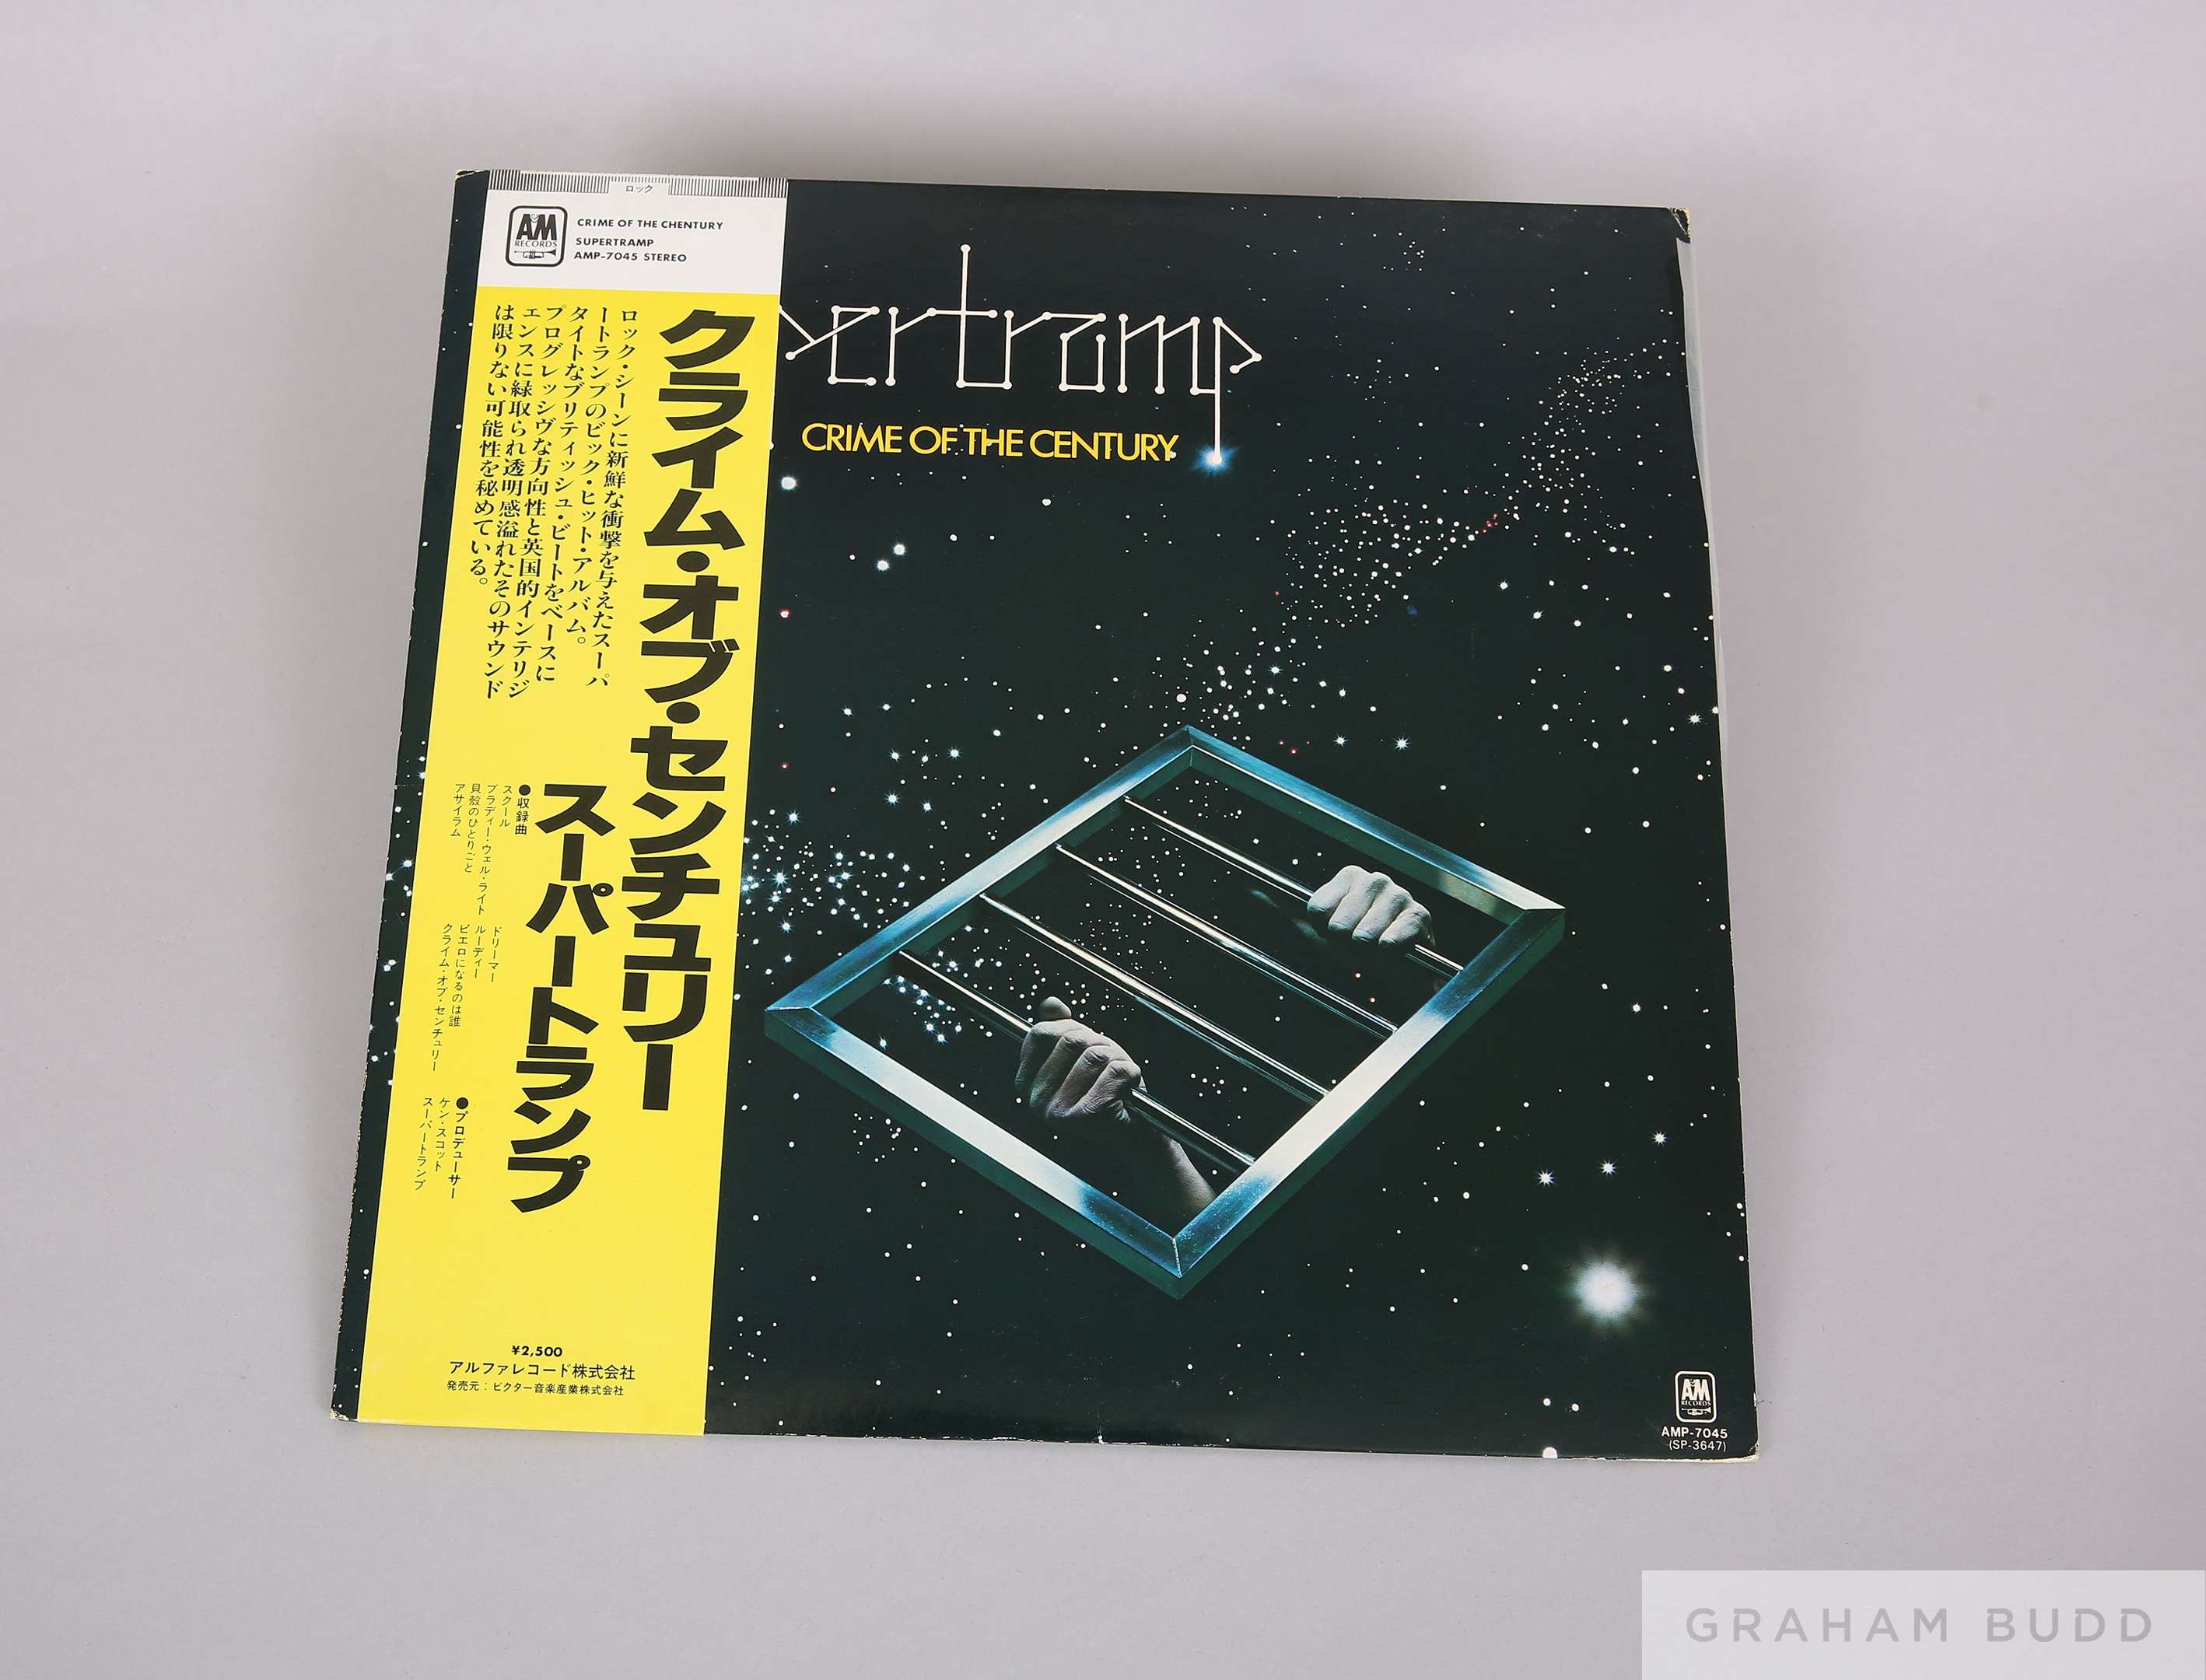 ロック
A&M
RECORDS
CRIME OF THE CHENTURY
SUPERTRAMP
AMP-7045 STEREO
クライム・オブ・センチュリー
スーパートランプ
ロック・シーンに新鮮な衝撃を与えたスーパ
ートランプのビック・ヒット・アルバム。
タイトなブリティッシュ・ビートをベースに
プログレッシヴな方向性と英国的インテリジ
ェンスに緑取られ透明感溢れたそのサウンド
は限りない可能性を秘めている。
●収録曲
スクール
ブラディー・ウェル・ライト
貝殻のひとりごと
アサイラム
ドリーマー
ルーディー
ピエロになるのは誰
クライム・オブ・センチュリー
●プロデューサー
ケン・スコット
スーパートランプ
¥2,500
アルファレコード株式会社
発売元：ビクター音楽産業株式会社
pertramp
CRIME OF THE CENTURY
A&M
RECORDS
AMP-7045
(SP-3647)
GRAHAM BUDD